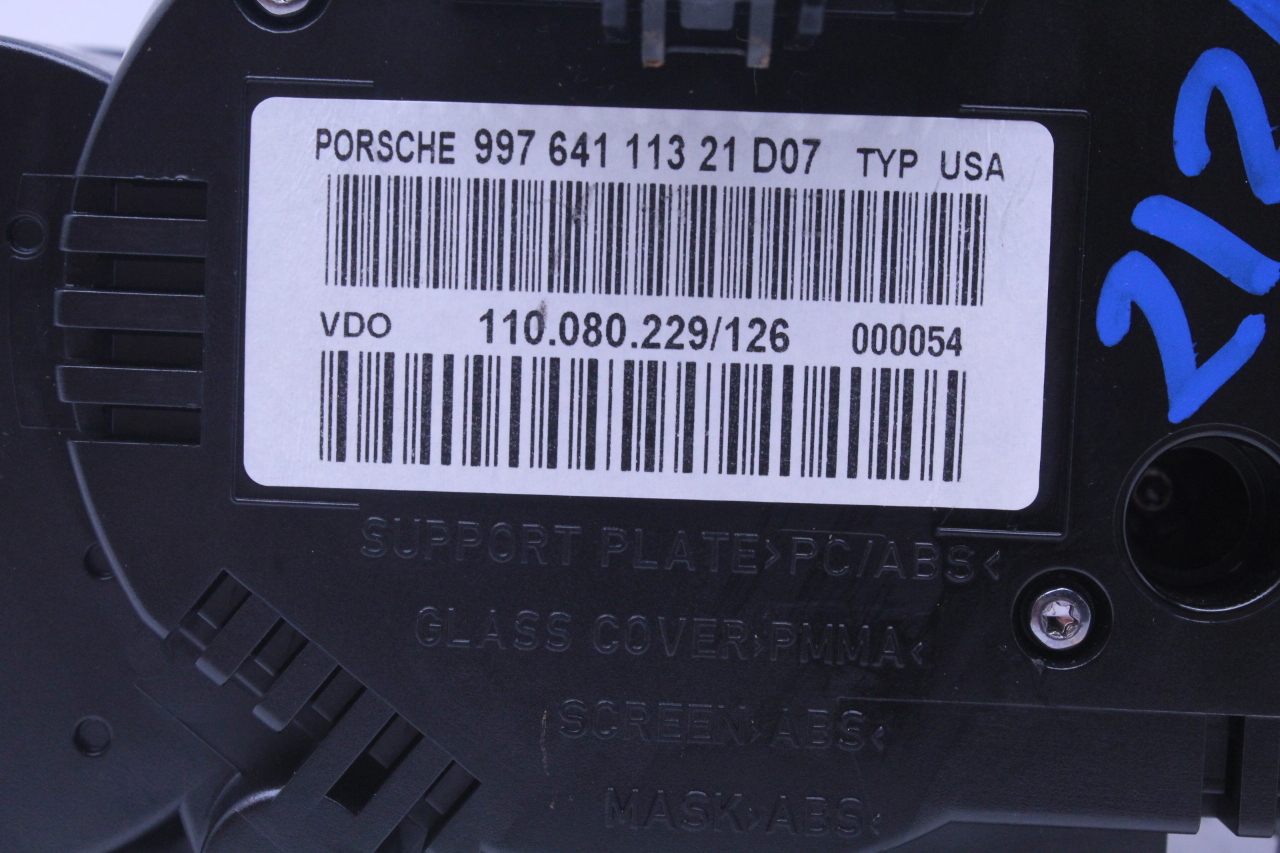 PORSCHE 997 641 113 21 D07 TYP USA
VDO 110.080.229/126 000054
SUPPORT PLATE>PC/ABS<
GLASS COVER>PMMA<
SCREEN>ABS<
MASK>ABS<